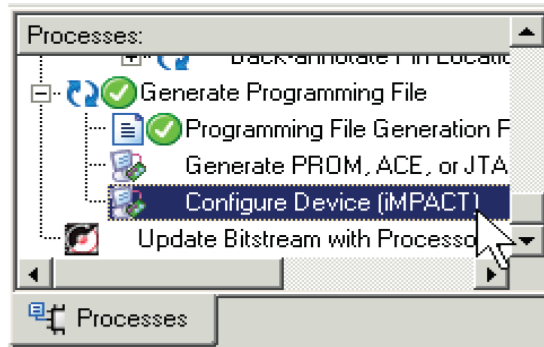 Processes:
Back-annotate Pin Locatio
Generate Programming File
Programming File Generation F
Generate PROM, ACE, or JTA
Configure Device (iMPACT)
Update Bitstream with Processo
Processes